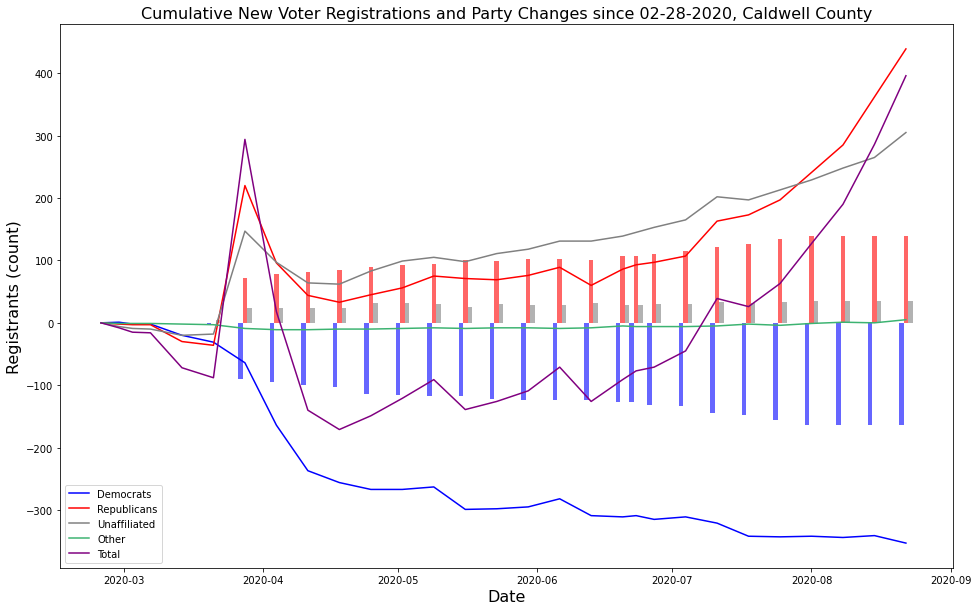 Cumulative New Voter Registrations and Party Changes since 02-28-2020, Caldwell County
Registrants (count)
400
300
200
100
0
−100
−200
−300
Democrats
Republicans
Unaffiliated
Other
Total
2020-03 2020-04 2020-05 2020-06 2020-07 2020-08 2020-09
Date